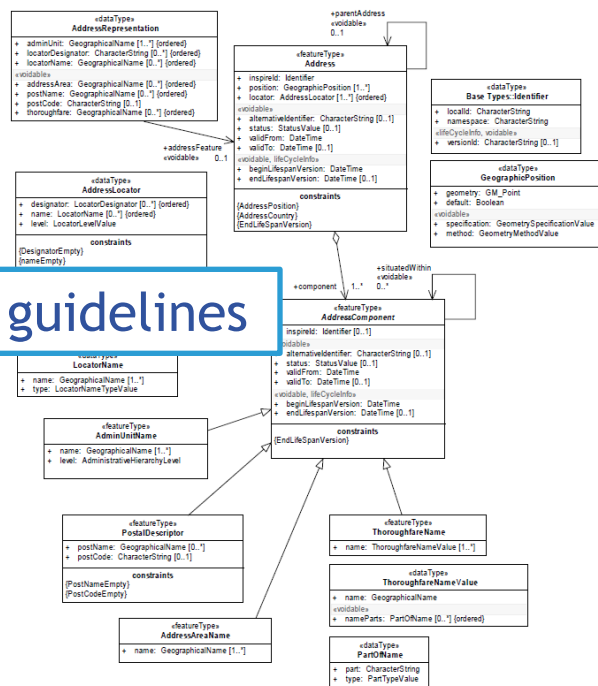 «dataType»
AddressRepresentation
+ adminUnit: GeographicalName [1..*] {ordered}
+ locatorDesignator: CharacterString [0..*] {ordered}
+ locatorName: GeographicalName [0..*] {ordered}
«voidable»
+ addressArea: GeographicalName [0..*] {ordered}
+ postName: GeographicalName [0..*] {ordered}
+ postCode: CharacterString [0..1]
+ thoroughfare: GeographicalName [0..*] {ordered}
+parentAddress
«voidable»
0..1
«featureType»
Address
+ inspireId: Identifier
+ position: GeographicPosition [1..*]
+ locator: AddressLocator [1..*] {ordered}
«voidable»
+ alternativeIdentifier: CharacterString [0..1]
+ status: StatusValue [0..1]
+ validFrom: DateTime
+ validTo: DateTime [0..1]
«voidable, lifeCycleInfo»
+ beginLifespanVersion: DateTime
+ endLifespanVersion: DateTime [0..1]
constraints
{AddressPosition}
{AddressCountry}
{EndLifeSpanVersion}
+addressFeature
«voidable» 0..1
«dataType»
Base Types::Identifier
+ localId: CharacterString
+ namespace: CharacterString
«lifeCycleInfo, voidable»
+ versionId: CharacterString [0..1]
«dataType»
GeographicPosition
+ geometry: GM_Point
+ default: Boolean
«voidable»
+ specification: GeometrySpecificationValue
+ method: GeometryMethodValue
«dataType»
AddressLocator
+ designator: LocatorDesignator [0..*] {ordered}
+ name: LocatorName [0..*] {ordered}
+ level: LocatorLevelValue
constraints
{DesignatorEmpty}
{nameEmpty}
guidelines
+component 1..*
+situatedWithin
«voidable»
0..*
«featureType»
AddressComponent
inspireId: Identifier [0..1]
voidable»
alternativeIdentifier: CharacterString [0..1]
+ status: StatusValue [0..1]
+ validFrom: DateTime
+ validTo: DateTime [0..1]
«voidable, lifeCycleInfo»
+ beginLifespanVersion: DateTime
+ endLifespanVersion: DateTime [0..1]
constraints
{EndLifeSpanVersion}
LocatorName
+ name: GeographicalName [1..*]
+ type: LocatorNameTypeValue
«featureType»
AdminUnitName
+ name: GeographicalName [1..*]
+ level: AdministrativeHierarchyLevel
«featureType»
PostalDescriptor
+ postName: GeographicalName [0..*]
+ postCode: CharacterString [0..1]
constraints
{PostNameEmpty}
{PostCodeEmpty}
«featureType»
ThoroughfareName
+ name: ThoroughfareNameValue [1..*]
«dataType»
ThoroughfareNameValue
+ name: GeographicalName
«voidable»
+ nameParts: PartOfName [0..*] {ordered}
«featureType»
AddressAreaName
+ name: GeographicalName [1..*]
«dataType»
PartOfName
+ part: CharacterString
+ type: PartTypeValue